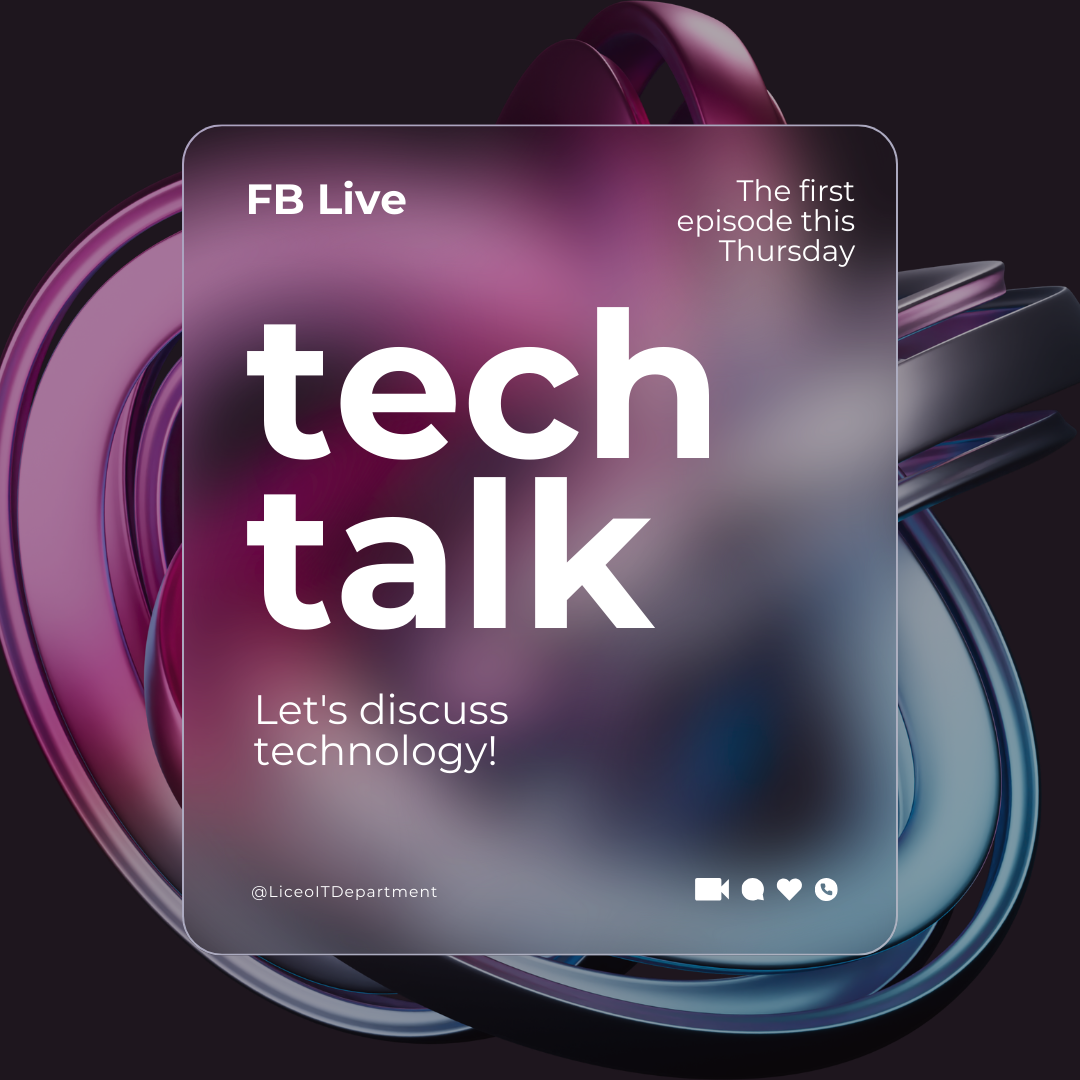 FB Live
The first
episode this
Thursday
tech
talk
Let's discuss
technology!
@LiceoITDepartment